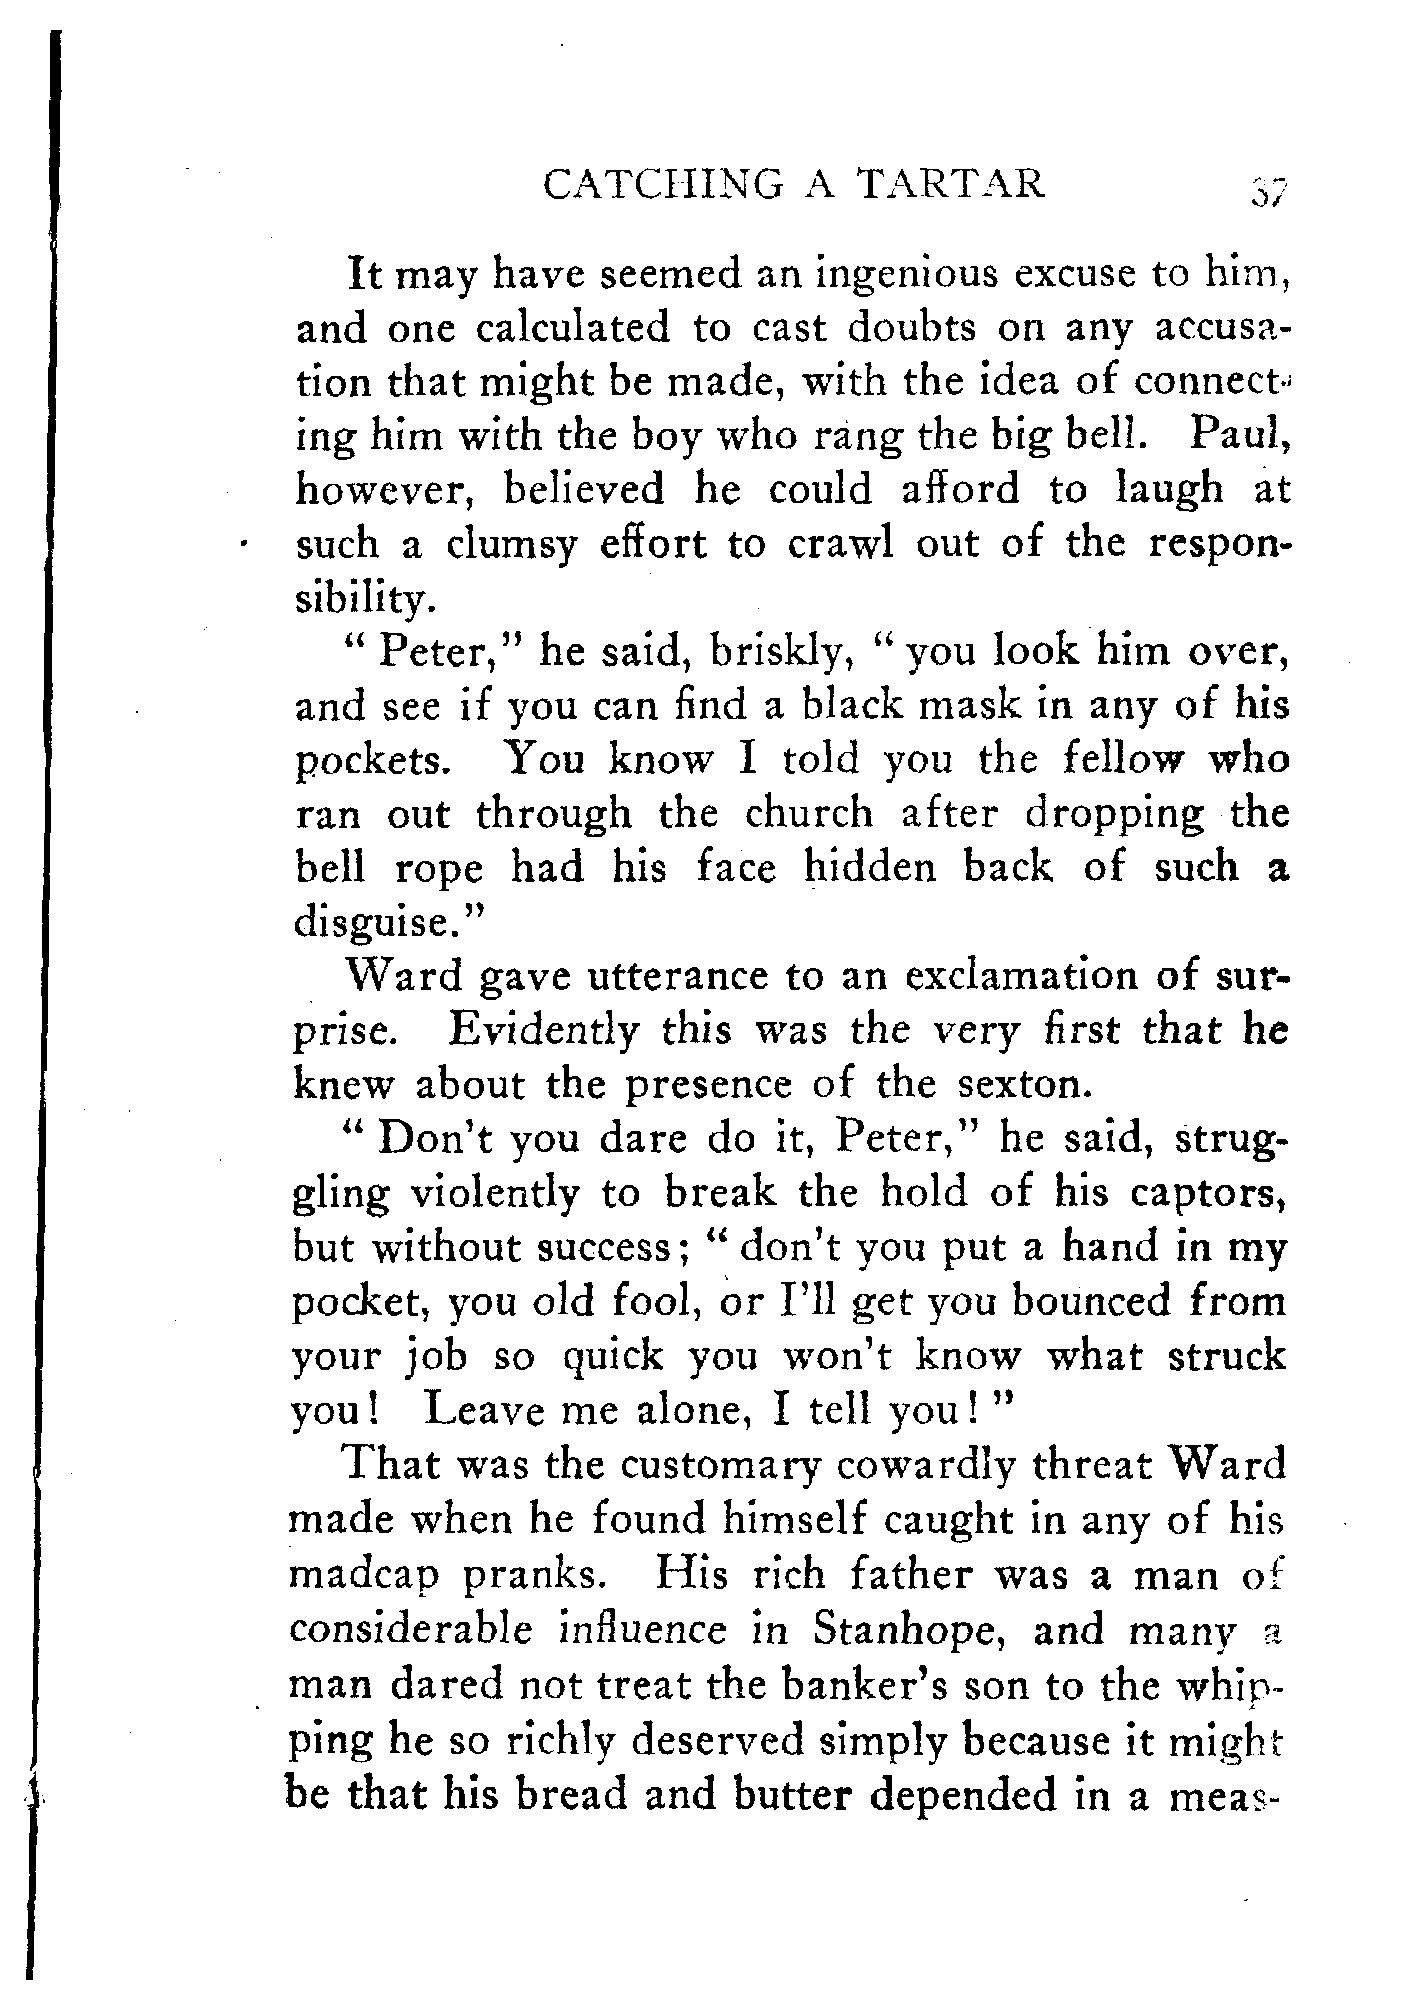 CATCHING A TARTAR 37
It may have seemed an ingenious excuse to him,
and one calculated to cast doubts on any accusa-
tion that might be made, with the idea of connect-
ing him with the boy who rang the big bell. Paul,
however, believed he could afford to laugh at
such a clumsy effort to crawl out of the respon-
sibility.
" Peter," he said, briskly, " you look him over,
and see if you can find a black mask in any of his
pockets. You know I told you the fellow who
ran out through the church after dropping the
bell rope had his face hidden back of such a
disguise."
Ward gave utterance to an exclamation of sur-
prise. Evidently this was the very first that he
knew about the presence of the sexton.
" Don't you dare do it, Peter," he said, strug-
gling violently to break the hold of his captors,
but without success; " don't you put a hand in my
pocket, you old fool, or I'll get you bounced from
your job so quick you won't know what struck
you! Leave me alone, I tell you! "
That was the customary cowardly threat Ward
made when he found himself caught in any of his
madcap pranks. His rich father was a man of
considerable influence in Stanhope, and many a
man dared not treat the banker's son to the whip-
ping he so richly deserved simply because it might
be that his bread and butter depended in a meas-